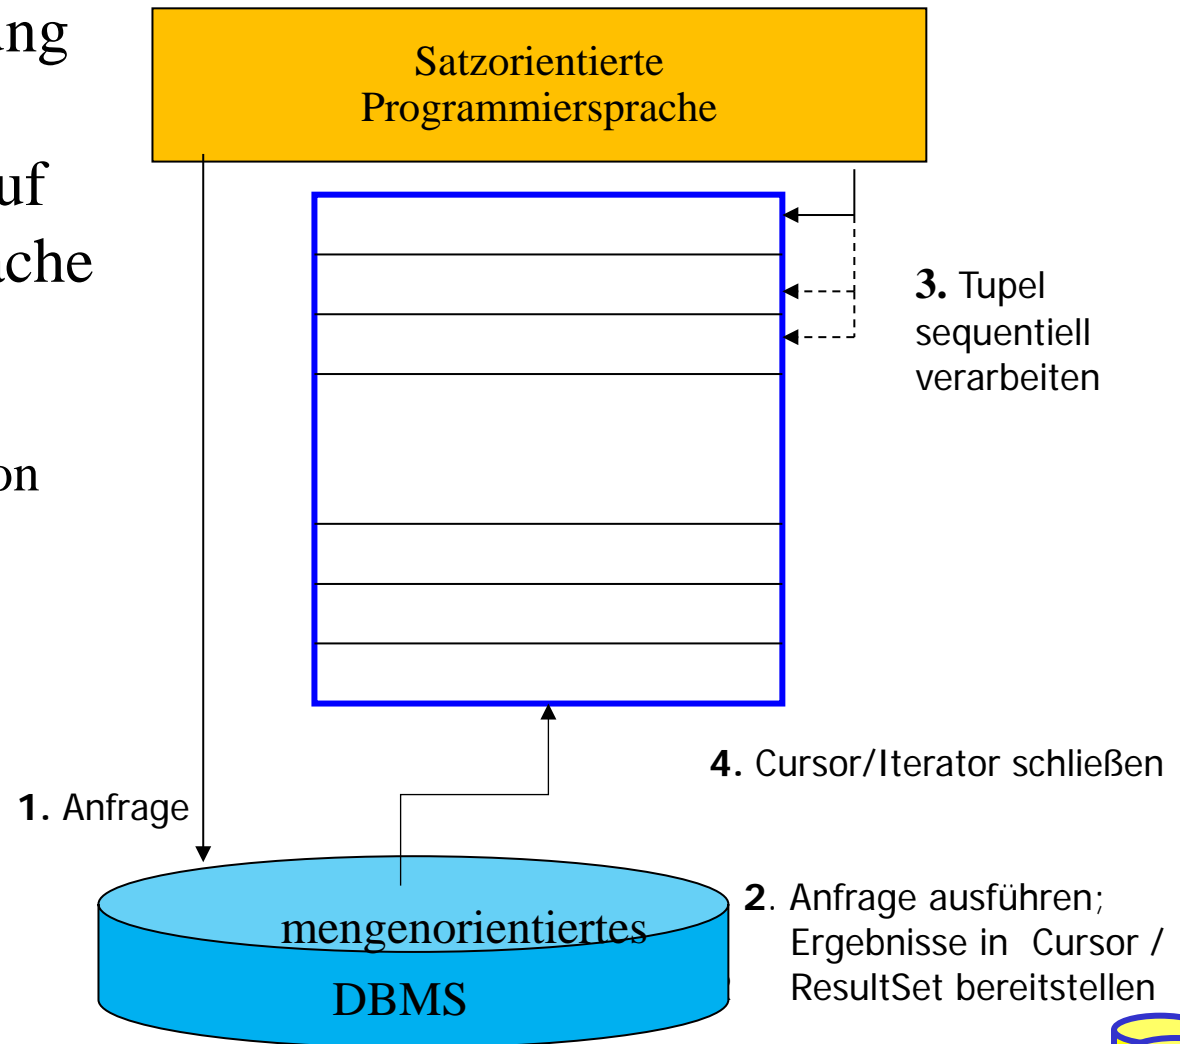 Satzorientierte
Programmiersprache
3. Tupel
sequentiell
verarbeiten
4. Cursor/Iterator schließen
1. Anfrage
2. Anfrage ausführen;
Ergebnisse in Cursor /
ResultSet bereitstellen
mengenorientiertes
DBMS